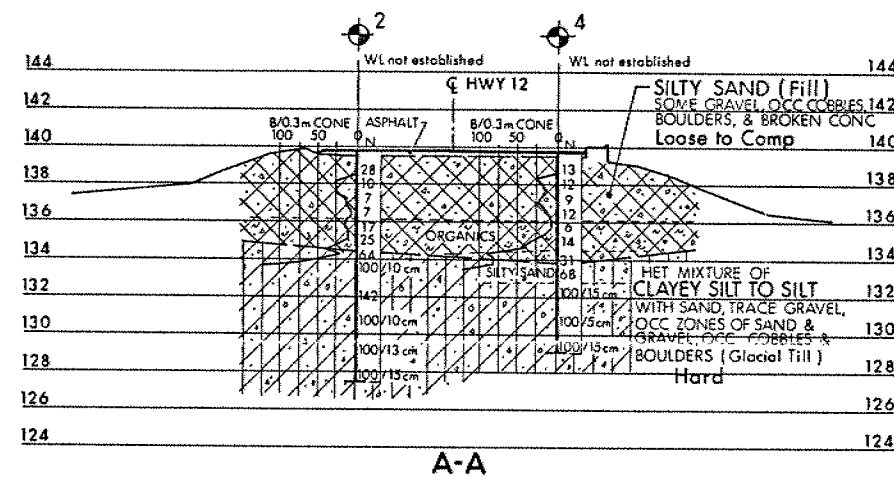 2
4
WL not established
WL not established
144
144
℄ HWY 12
SILTY SAND (Fill)
142
SOME GRAVEL, OCC COBBLES,
142
B/0.3m CONE
ASPHALT
B/0.3m CONE
BOULDERS, & BROKEN CONC
100 50 0 N
100 50 0 N
140
Loose to Comp
140
28
13
138
10
12
138
7
9
7
12
136
136
17
6
ORGANICS
25
14
134
64
31
134
100/10 cm
SILTY SAND
68
HET MIXTURE OF
CLAYEY SILT TO SILT
132
142
100/15cm
132
WITH SAND, TRACE GRAVEL,
100/10cm
100/5cm
OCC ZONES OF SAND &
130
130
GRAVEL, OCC COBBLES &
100/13cm
100/15cm
BOULDERS (Glacial Till)
128
100/15cm
Hard
128
126
126
124
124
A-A